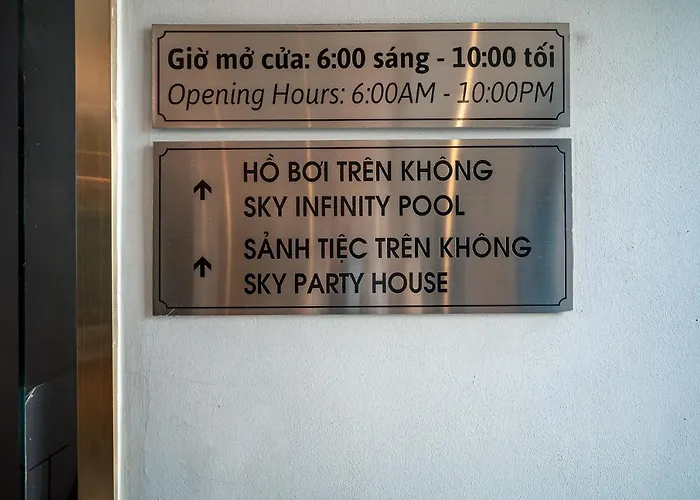 Giờ mở cửa: 6:00 sáng - 10:00 tối
Opening Hours: 6:00AM - 10:00PM
HỒ BƠI TRÊN KHÔNG
SKY INFINITY POOL
SẢNH TIỆC TRÊN KHÔNG
SKY PARTY HOUSE